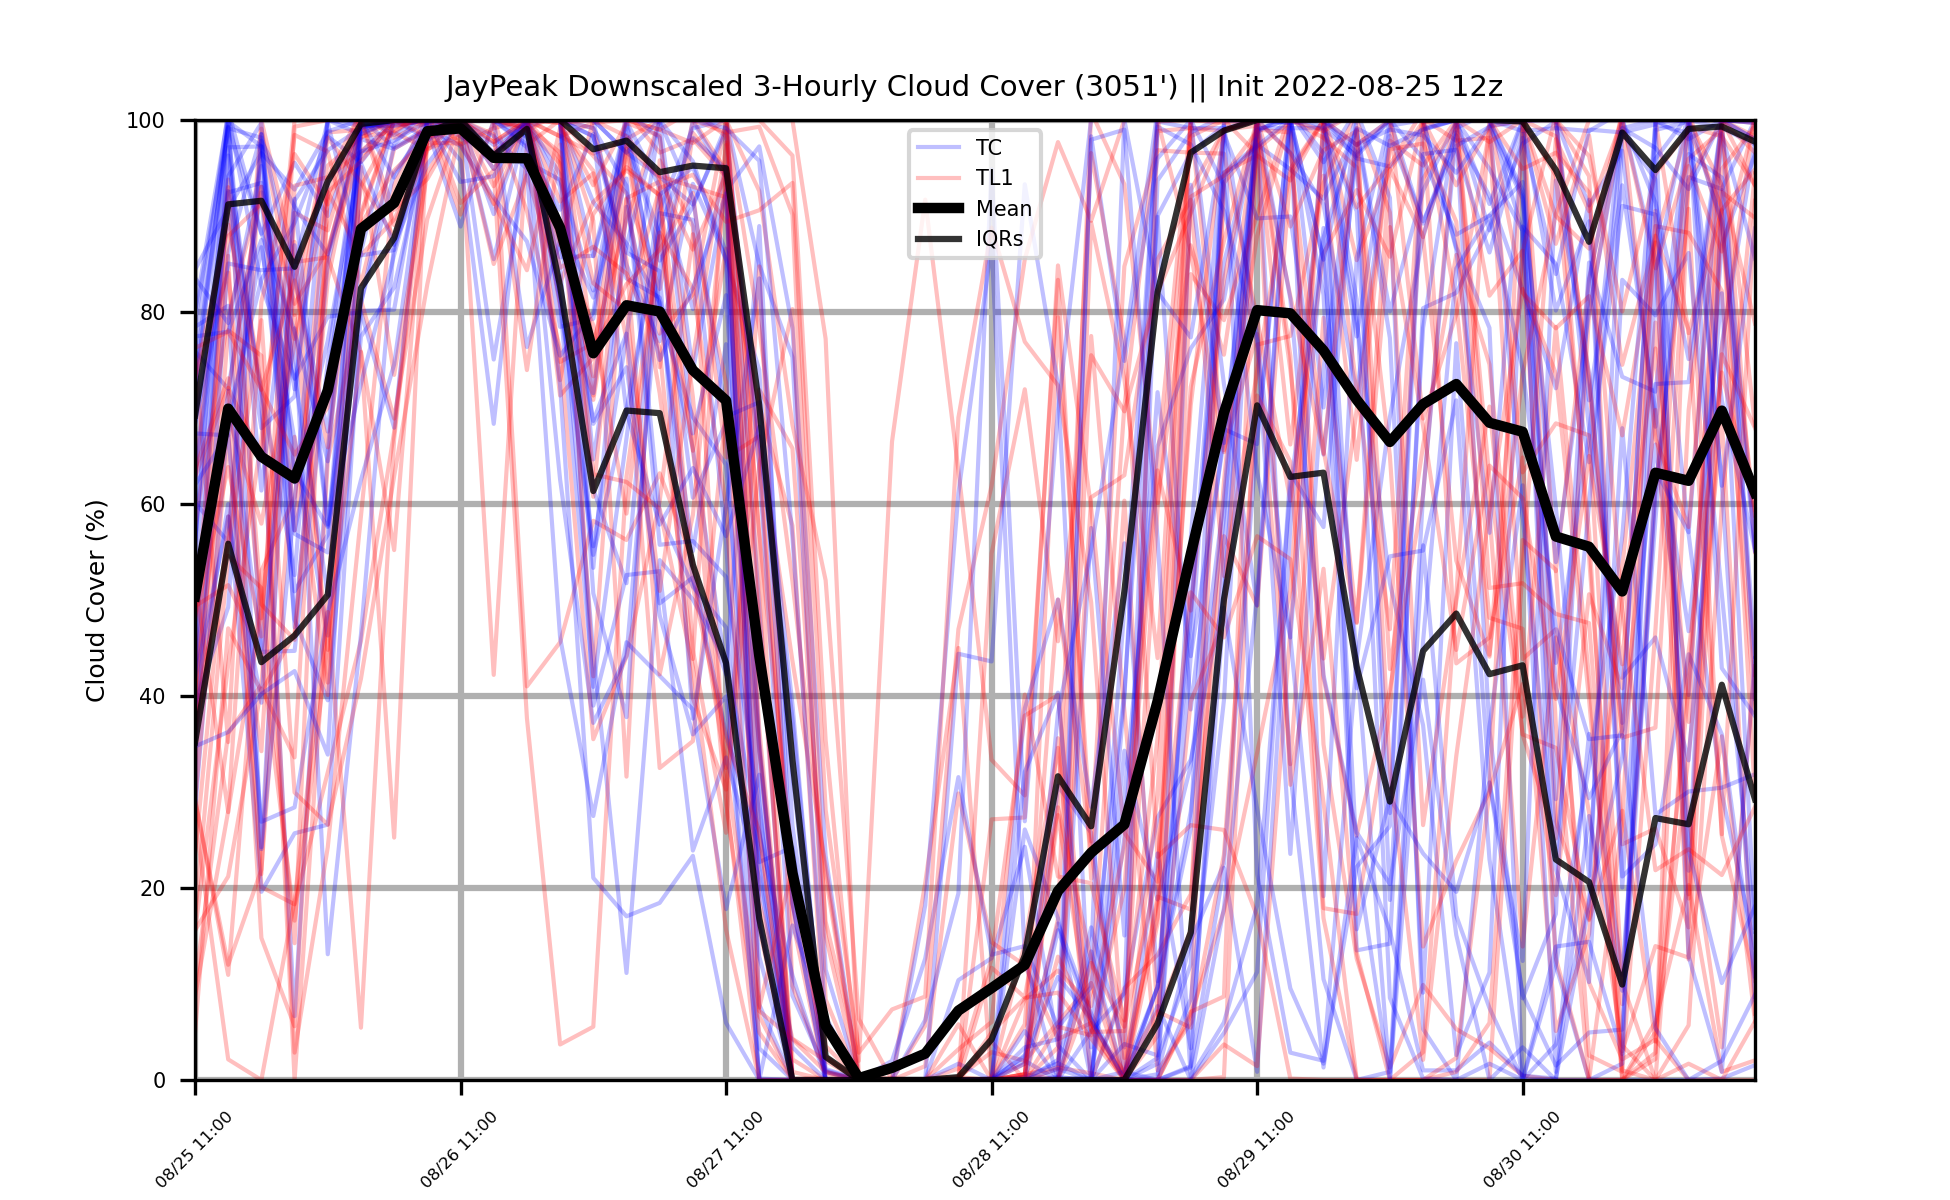 JayPeak Downscaled 3-Hourly Cloud Cover (3051') || Init 2022-08-25 12z
TC
TL1
Mean
IQRs
Cloud Cover (%)
100
80
60
40
20
0
08/25 11:00
08/26 11:00
08/27 11:00
08/28 11:00
08/29 11:00
08/30 11:00